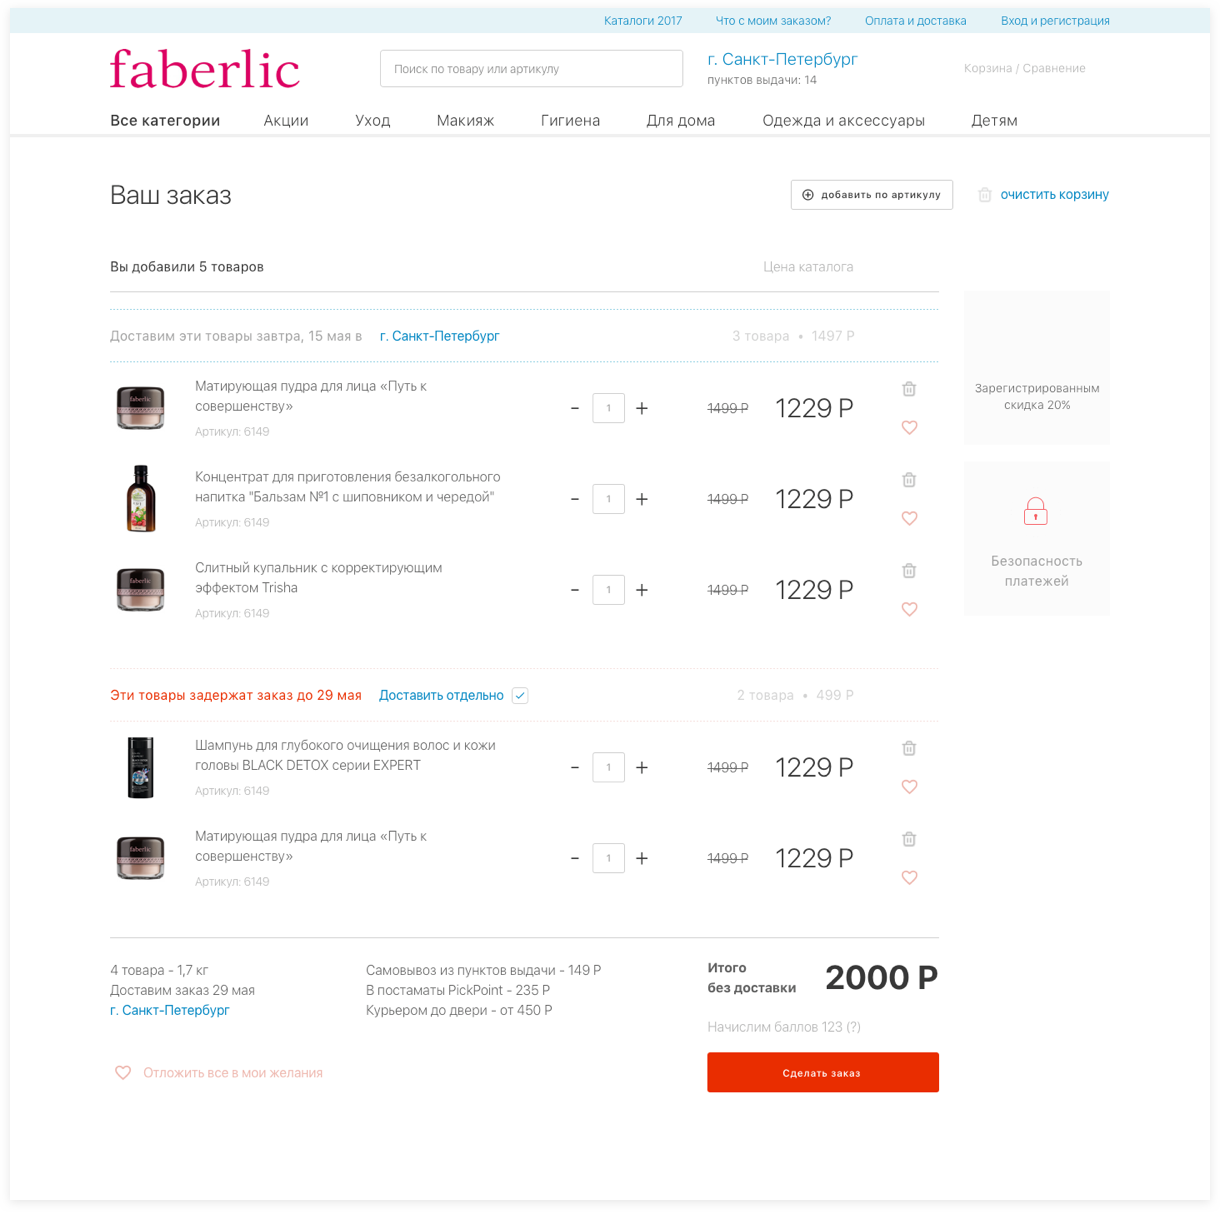 Каталоги 2017 Что с моим заказом? Оплата и доставка Вход и регистрация
faberlic
Поиск по товару или артикулу
г. Санкт-Петербург
пунктов выдачи: 14
Корзина / Сравнение
Все категории Акции Уход Макияж Гигиена Для дома Одежда и аксессуары Детям
Ваш заказ
добавить по артикулу
очистить корзину
Вы добавили 5 товаров
Цена каталога
Доставим эти товары завтра, 15 мая в г. Санкт-Петербург 3 товара • 1497 Р
faberlic
Матирующая пудра для лица «Путь к
совершенству»
Артикул: 6149
- 1 + 1499 Р 1229 Р
Концентрат для приготовления безалкогольного
напитка "Бальзам №1 с шиповником и чередой"
Артикул: 6149
- 1 + 1499 Р 1229 Р
faberlic
Слитный купальник с корректирующим
эффектом Trisha
Артикул: 6149
- 1 + 1499 Р 1229 Р
Зарегистрированным
скидка 20%
Безопасность
платежей
Эти товары задержат заказ до 29 мая Доставить отдельно 2 товара • 499 Р
Шампунь для глубокого очищения волос и кожи
головы BLACK DETOX серии EXPERT
Артикул: 6149
- 1 + 1499 Р 1229 Р
faberlic
Матирующая пудра для лица «Путь к
совершенству»
Артикул: 6149
- 1 + 1499 Р 1229 Р
4 товара - 1,7 кг
Доставим заказ 29 мая
г. Санкт-Петербург
Самовывоз из пунктов выдачи - 149 Р
В постаматы PickPoint - 235 Р
Курьером до двери - от 450 Р
Итого
без доставки
2000 Р
Начислим баллов 123 (?)
Отложить все в мои желания
Сделать заказ